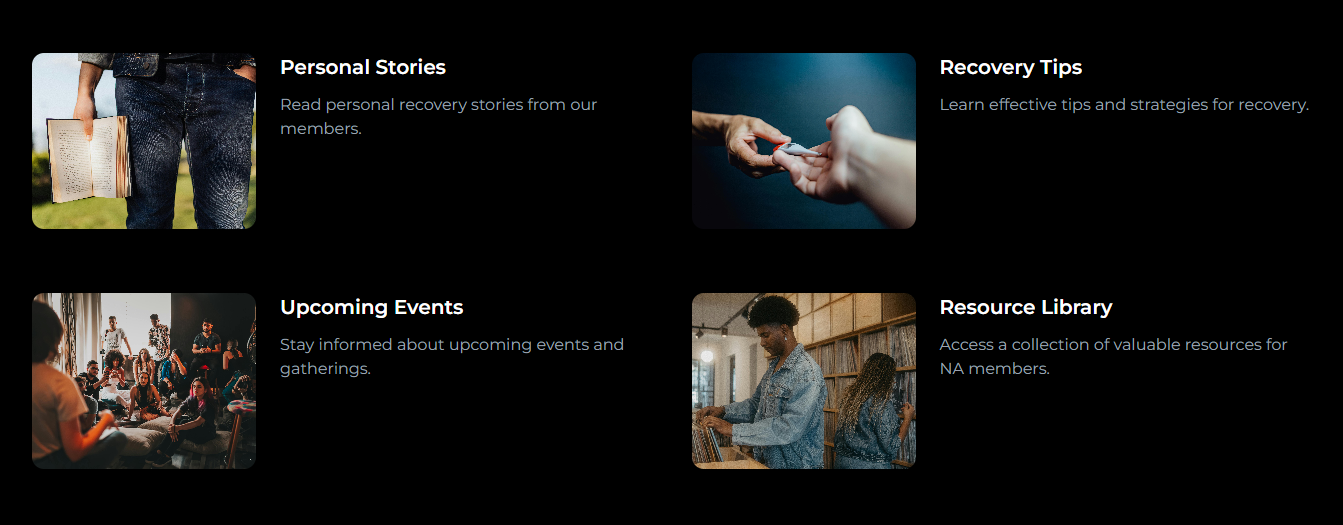 Personal Stories
Read personal recovery stories from our
members.
Recovery Tips
Learn effective tips and strategies for recovery.
Upcoming Events
Stay informed about upcoming events and
gatherings.
Resource Library
Access a collection of valuable resources for
NA members.